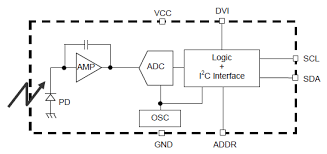 VCC
DVI
AMP
ADC
Logic
+
I²C Interface
SCL
SDA
PD
OSC
GND
ADDR